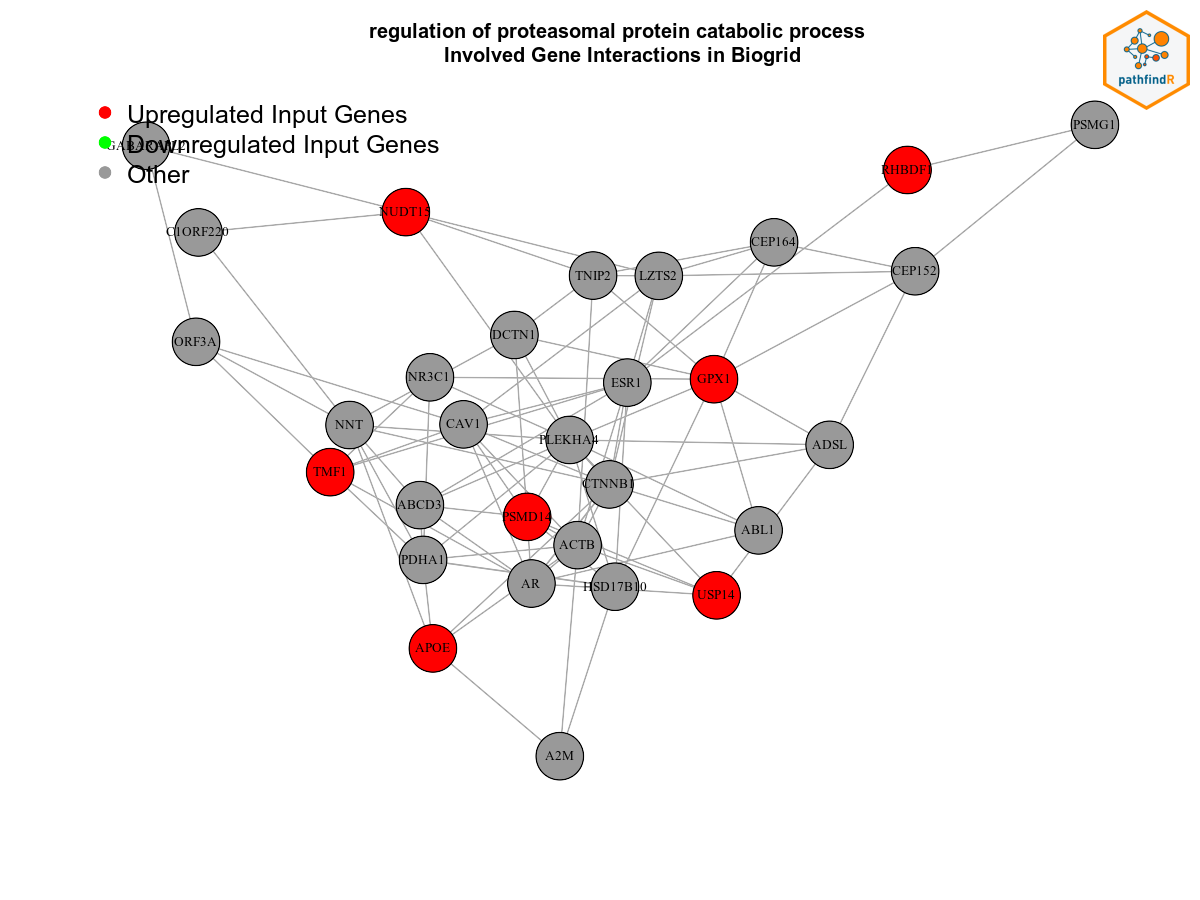 regulation of proteasomal protein catabolic process
Involved Gene Interactions in Biogrid
pathfindR
Upregulated Input Genes
Downregulated Input Genes
Other
PSMG1
RHBDF1
NUDT15
C1ORF220
CEP164
CEP152
TNIP2
LZTS2
DCTN1
ORF3A
NR3C1
ESR1
GPX1
NNT
CAV1
PLEKHA4
ADSL
TMF1
CTNNB1
ABCD3
PSMD14
ABL1
ACTB
PDHA1
AR
HSD17B10
USP14
APOE
A2M